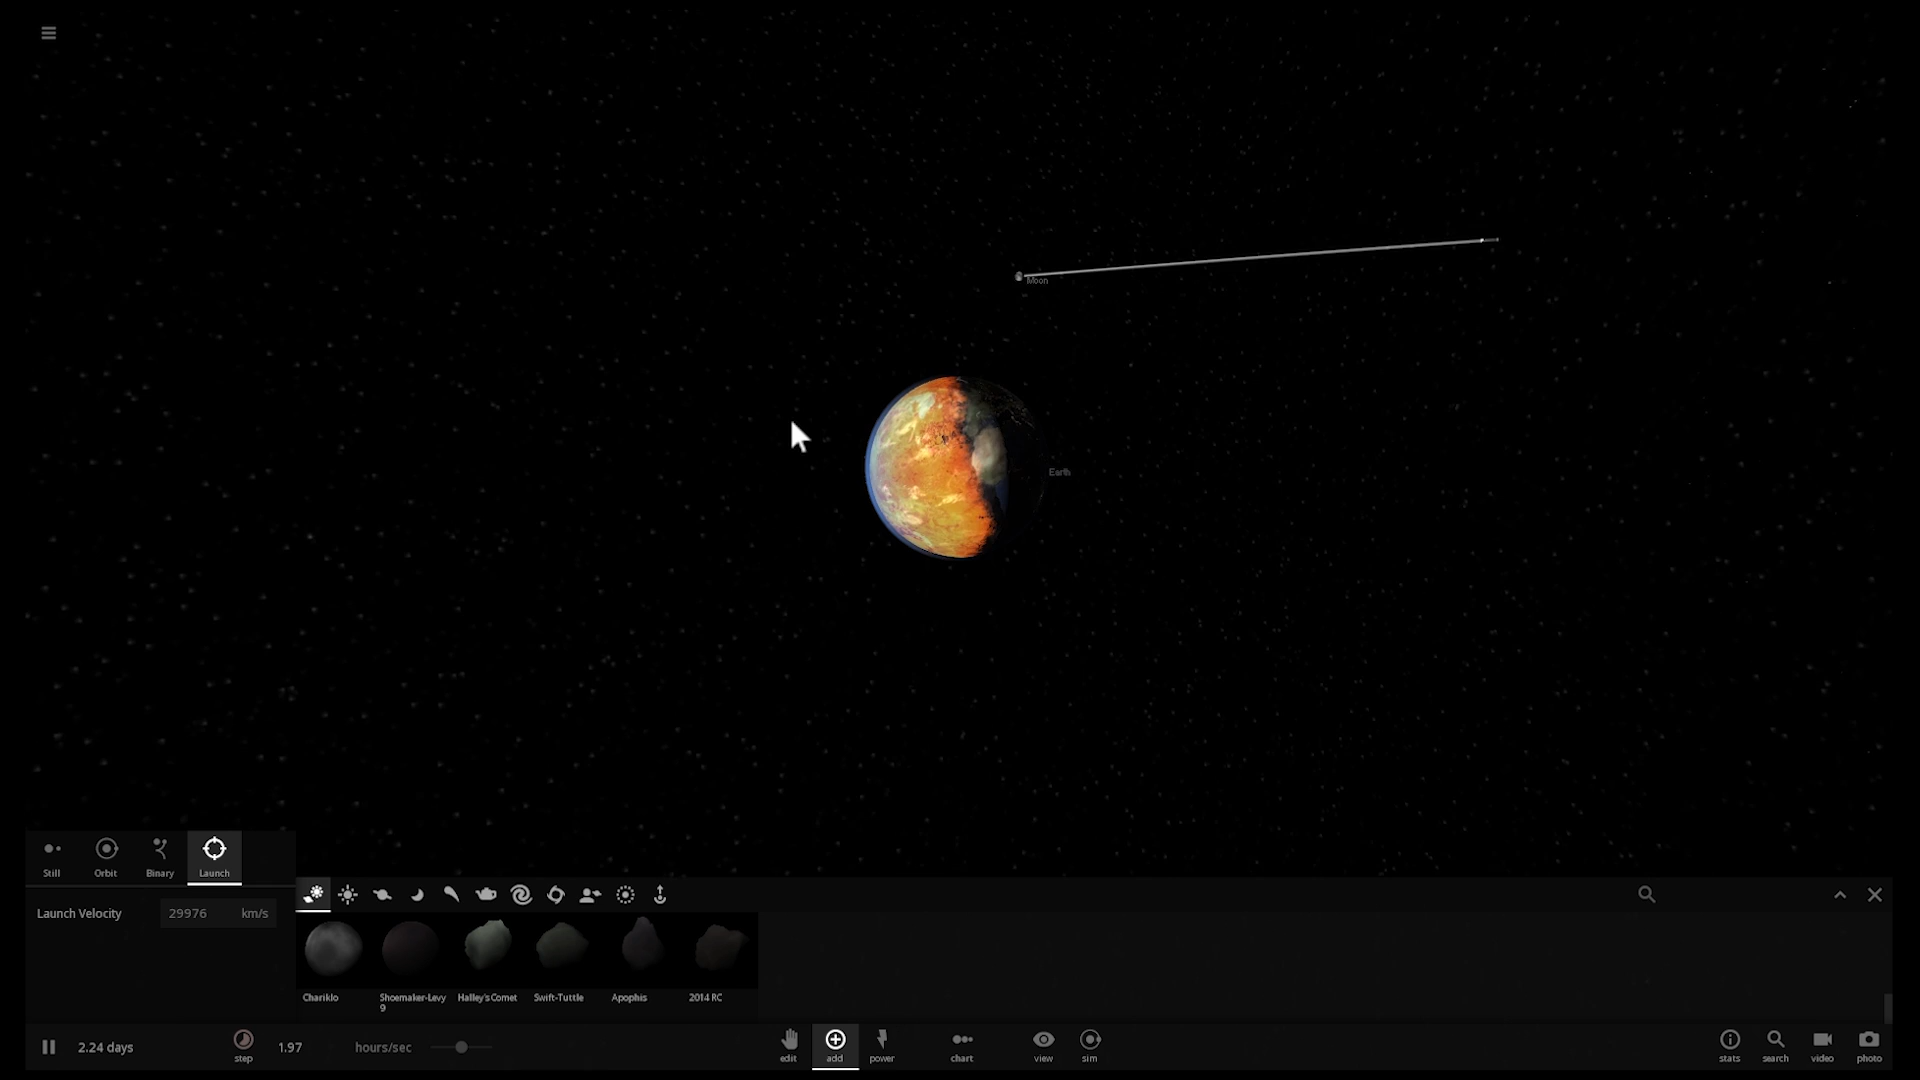 Moon
Earth
Still Orbit Binary Launch
Launch Velocity 29976 km/s
Chariklo Shoemaker-Levy Halley's Comet Swift-Tuttle Apophis 2014 RC
9
2.24 days step 1.97 hours/sec edit add power chart view sim stats search video photo